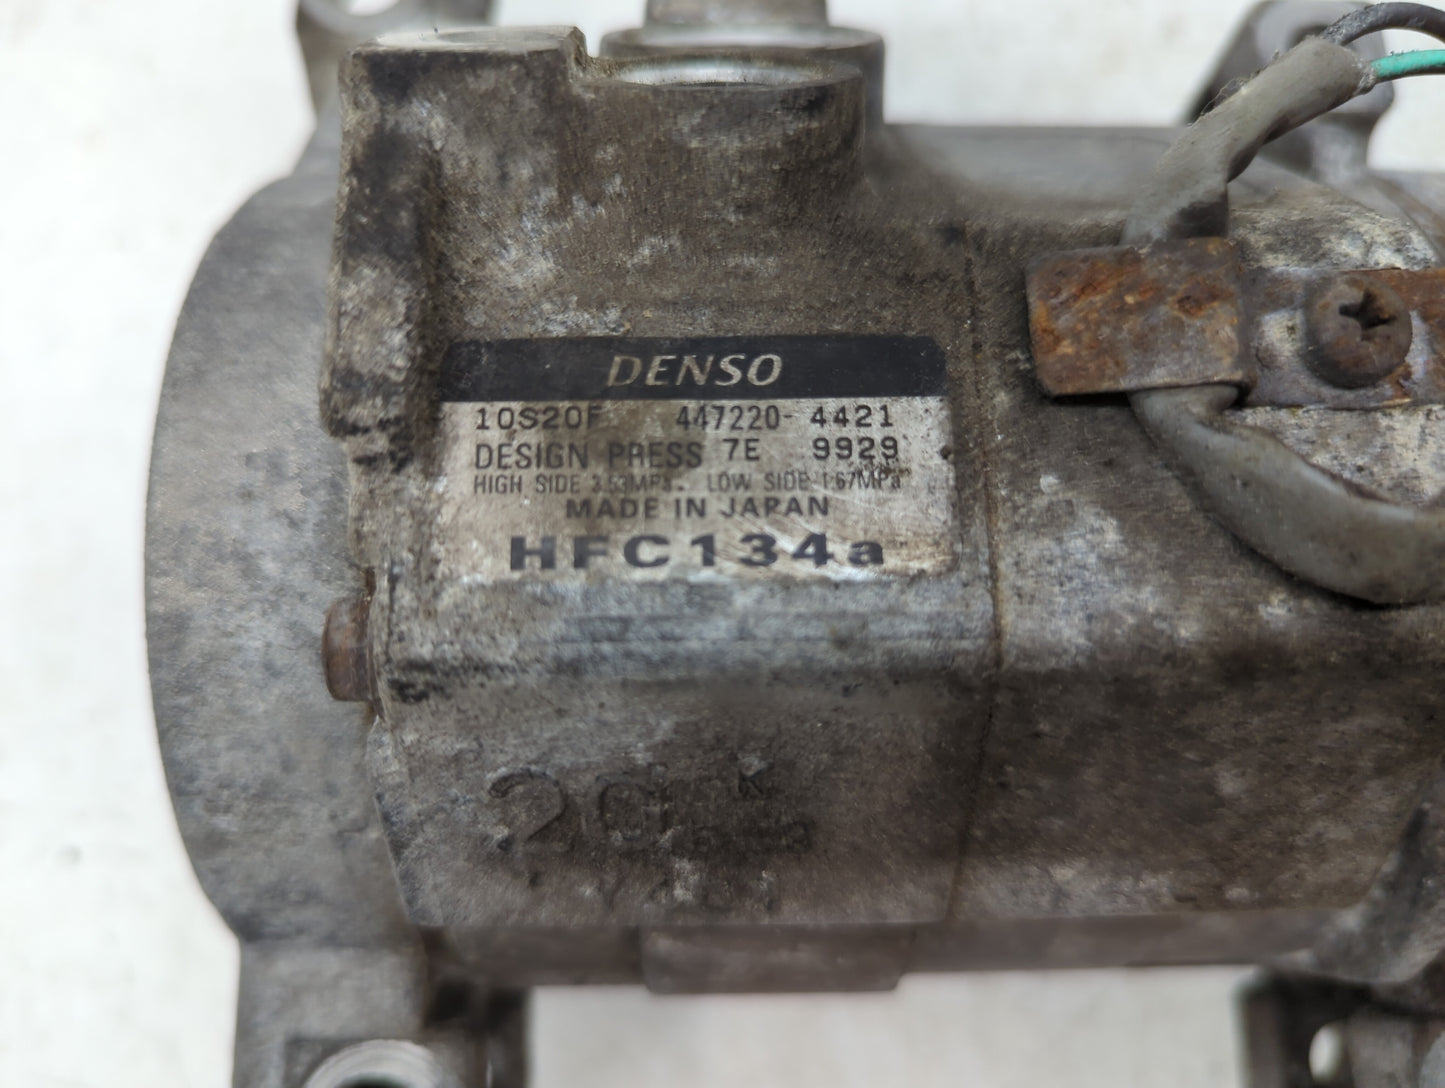 DENSO
10S20F 447220-4421
DESIGN PRESS 7E 9929
HIGH SIDE 3.53MPa. LOW SIDE 1.67MPa
MADE IN JAPAN
HFC134a
20 K